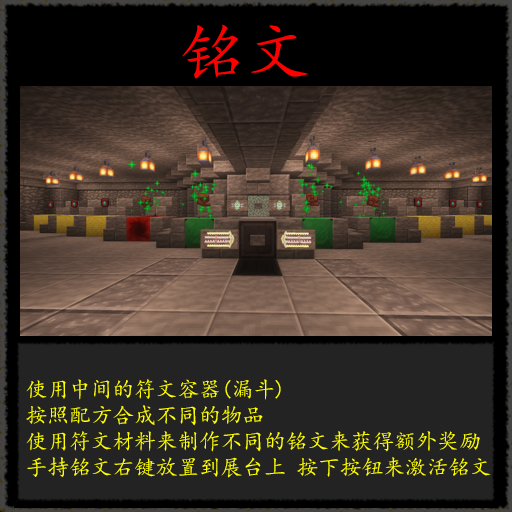 铭文
使用中间的符文容器(漏斗)
按照配方合成不同的物品
使用符文材料来制作不同的铭文来获得额外奖励
手持铭文右键放置到展台上 按下按钮来激活铭文